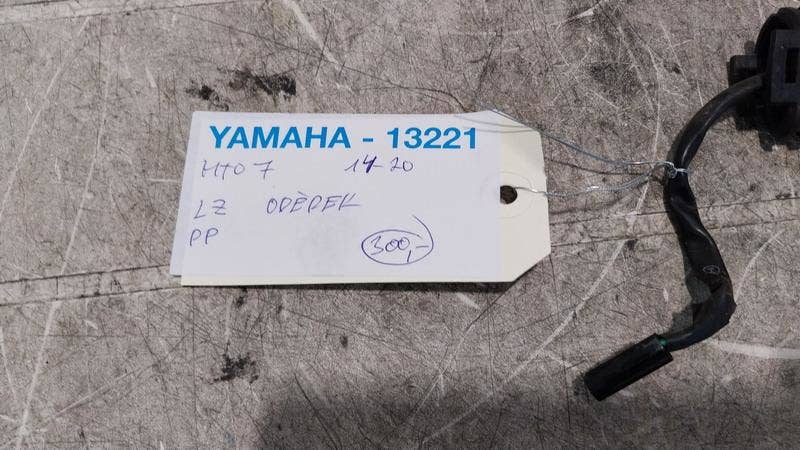 YAMAHA - 13221
MT07 14-20
LZ ODĚREK
PP
300,-